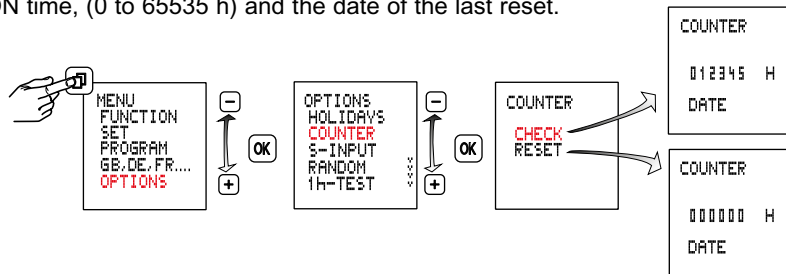 ON time, (0 to 65535 h) and the date of the last reset.
MENU
FUNCTION
SET
PROGRAM
GB,DE,FR....
OPTIONS
−
OK
+
OPTIONS
HOLIDAYS
COUNTER
S-INPUT
RANDOM
1h-TEST
−
OK
+
COUNTER
CHECK
RESET
COUNTER
012345 H
DATE
COUNTER
000000 H
DATE